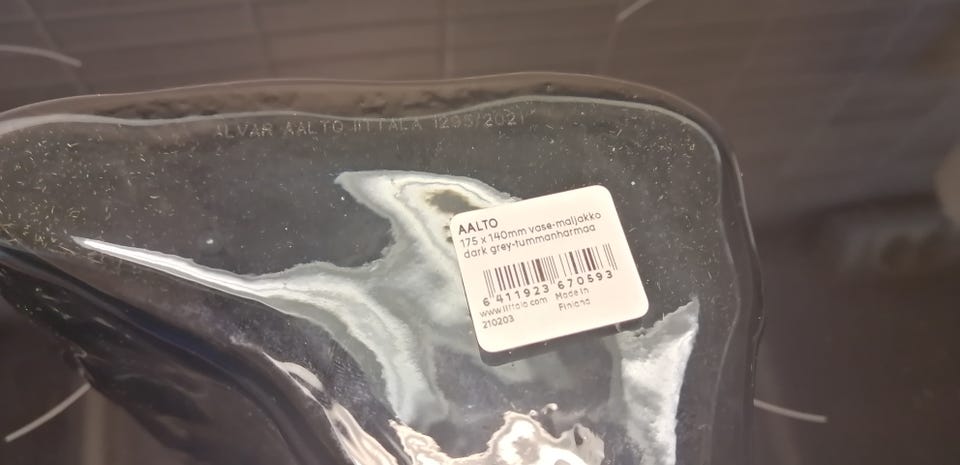 ALVAR AALTO IITTALA 1295/2021
AALTO
175 x 140mm vase-maljakko
dark grey-tummanharmaa
6 411923 670593
www.iittala.com Made in
210203 Finland